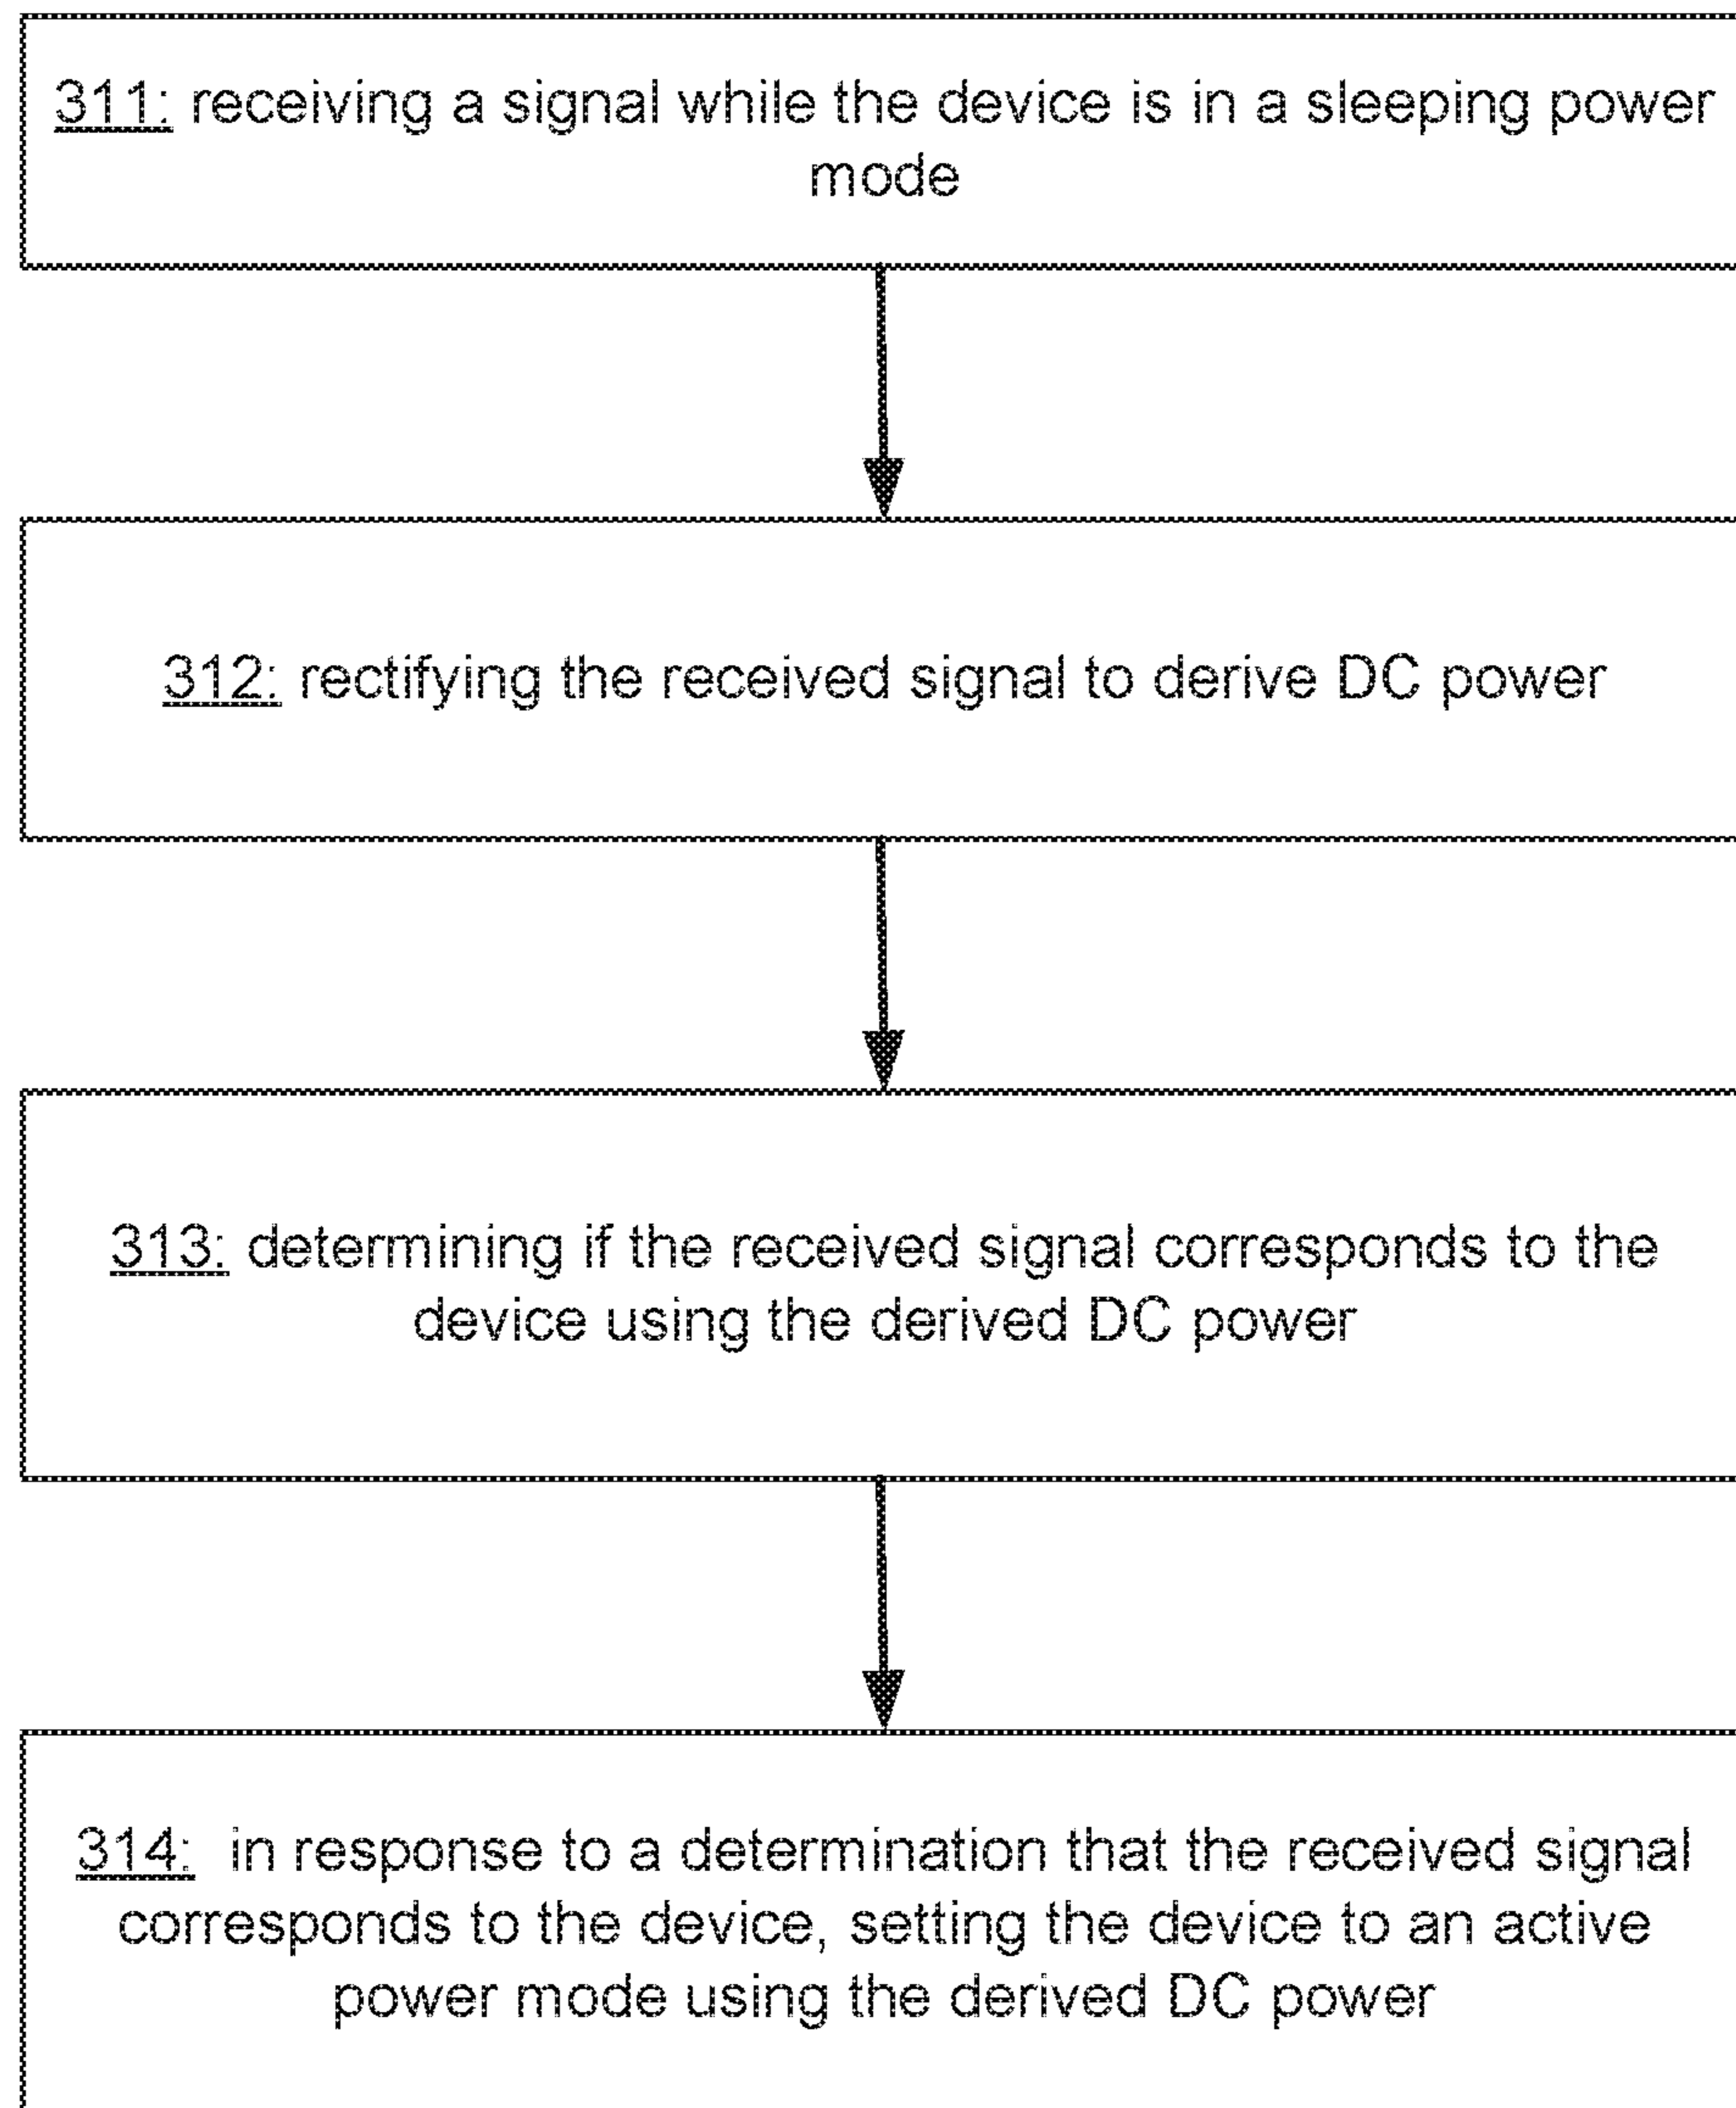 311: receiving a signal while the device is in a sleeping power
mode
312: rectifying the received signal to derive DC power
313: determining if the received signal corresponds to the
device using the derived DC power
314: in response to a determination that the received signal
corresponds to the device, setting the device to an active
power mode using the derived DC power